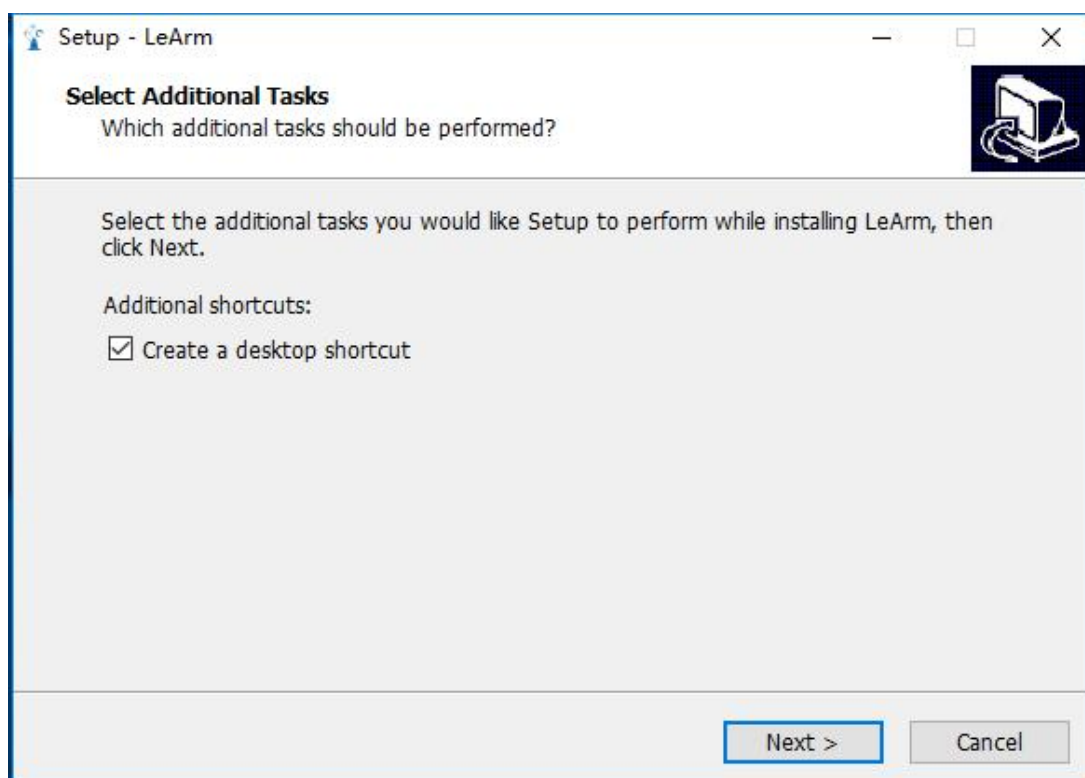 Setup - LeArm
Select Additional Tasks
Which additional tasks should be performed?
Select the additional tasks you would like Setup to perform while installing LeArm, then
click Next.
Additional shortcuts:
Create a desktop shortcut
Next >
Cancel